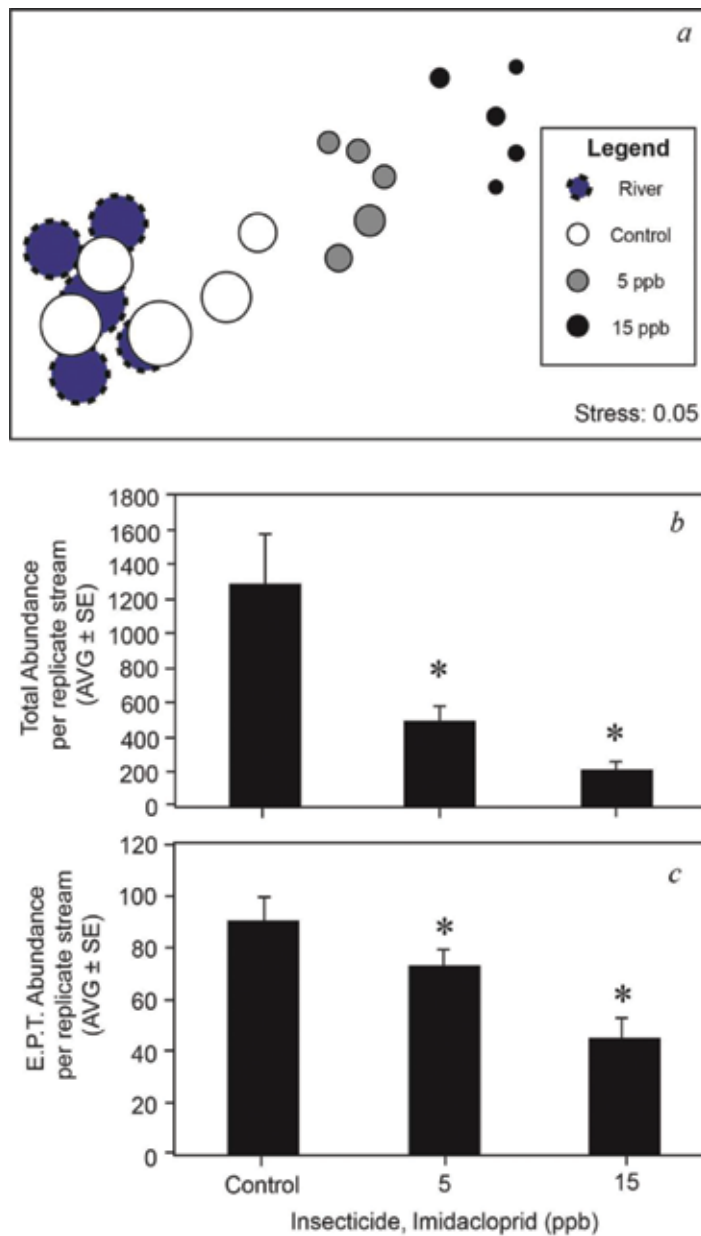 a
Legend
River
Control
5 ppb
15 ppb
Stress: 0.05
b
Total Abundance
per replicate stream
(AVG ± SE)
1800
1600
1400
1200
1000
800
600
400
200
0
*
*
c
E.P.T. Abundance
per replicate stream
(AVG ± SE)
120
100
80
60
40
20
0
*
*
Control 5 15
Insecticide, Imidacloprid (ppb)